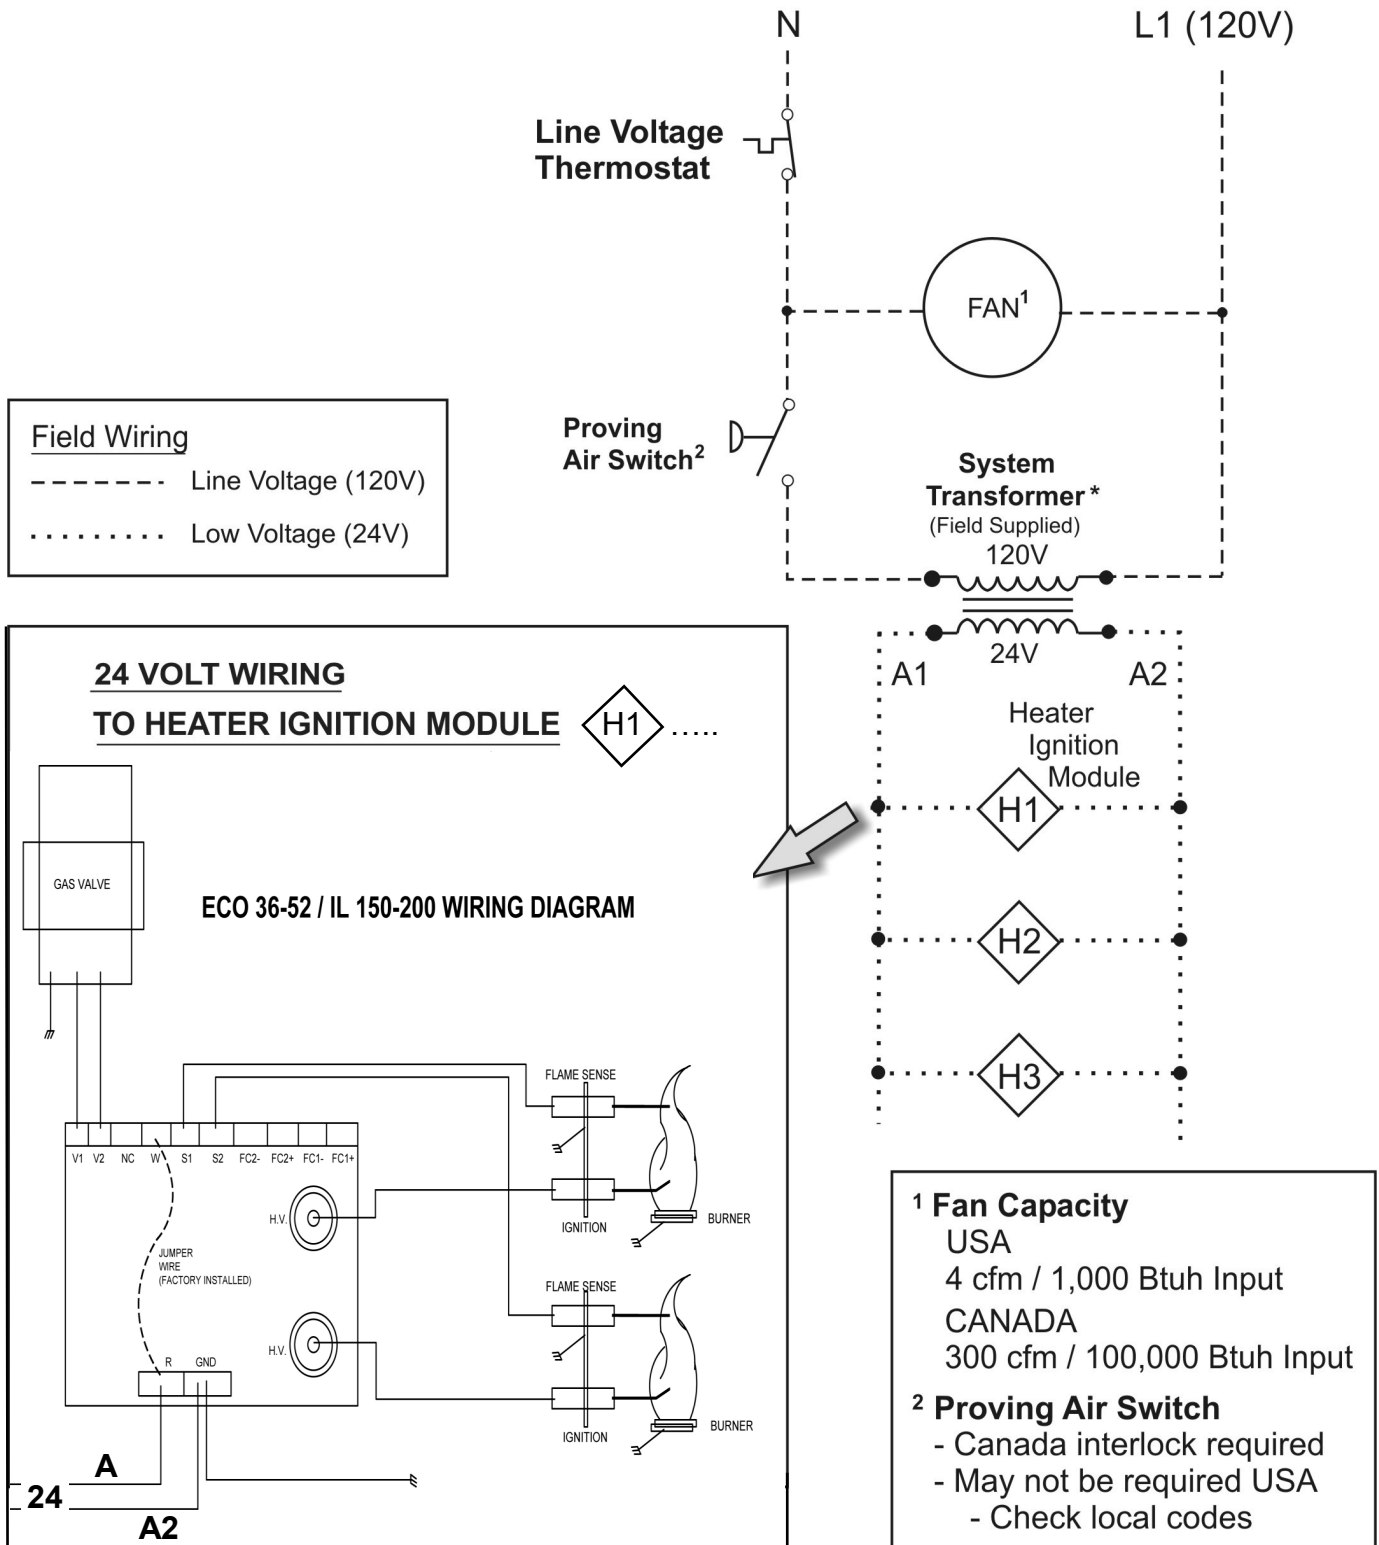 N
L1 (120V)
Line Voltage
Thermostat
FAN¹
Field Wiring
Line Voltage (120V)
Low Voltage (24V)
Proving
Air Switch²
System
Transformer*
(Field Supplied)
120V
24V
A1
A2
Heater
Ignition
Module
H1
H2
H3
24 VOLT WIRING
TO HEATER IGNITION MODULE H1 .....
GAS VALVE
ECO 36-52 / IL 150-200 WIRING DIAGRAM
FLAME SENSE
V1 V2 NC W S1 S2 FC2- FC2+ FC1- FC1+
H.V.
IGNITION
BURNER
JUMPER
WIRE
(FACTORY INSTALLED)
FLAME SENSE
H.V.
R GND
IGNITION
BURNER
A
24
A2
¹ Fan Capacity
USA
4 cfm / 1,000 Btuh Input
CANADA
300 cfm / 100,000 Btuh Input
² Proving Air Switch
- Canada interlock required
- May not be required USA
- Check local codes